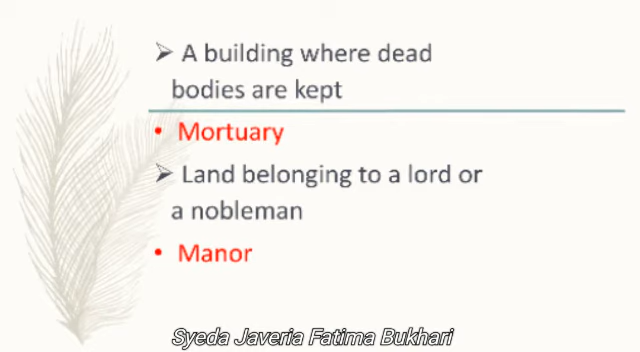 ➢ A building where dead
bodies are kept
• Mortuary
➢ Land belonging to a lord or
a nobleman
• Manor
Syeda Javeria Fatima Bukhari